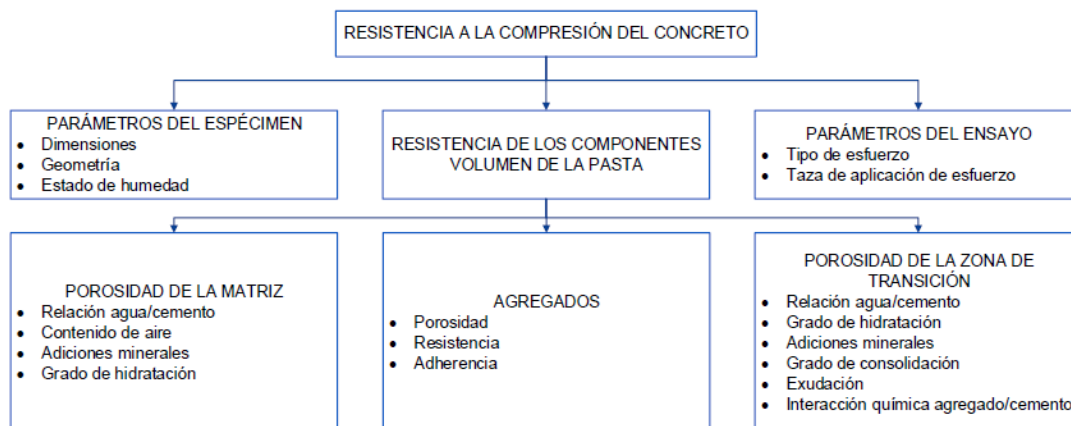 RESISTENCIA A LA COMPRESIÓN DEL CONCRETO
PARÁMETROS DEL ESPÉCIMEN
• Dimensiones
• Geometría
• Estado de humedad
RESISTENCIA DE LOS COMPONENTES
VOLUMEN DE LA PASTA
PARÁMETROS DEL ENSAYO
• Tipo de esfuerzo
• Taza de aplicación de esfuerzo
POROSIDAD DE LA MATRIZ
• Relación agua/cemento
• Contenido de aire
• Adiciones minerales
• Grado de hidratación
AGREGADOS
• Porosidad
• Resistencia
• Adherencia
POROSIDAD DE LA ZONA DE
TRANSICIÓN
• Relación agua/cemento
• Grado de hidratación
• Adiciones minerales
• Grado de consolidación
• Exudación
• Interacción química agregado/cemento